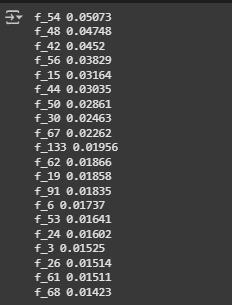 f_54 0.05073
f_48 0.04748
f_42 0.0452
f_56 0.03829
f_15 0.03164
f_44 0.03035
f_50 0.02861
f_30 0.02463
f_67 0.02262
f_133 0.01956
f_62 0.01866
f_19 0.01858
f_91 0.01835
f_6 0.01737
f_53 0.01641
f_24 0.01602
f_3 0.01525
f_26 0.01514
f_61 0.01511
f_68 0.01423